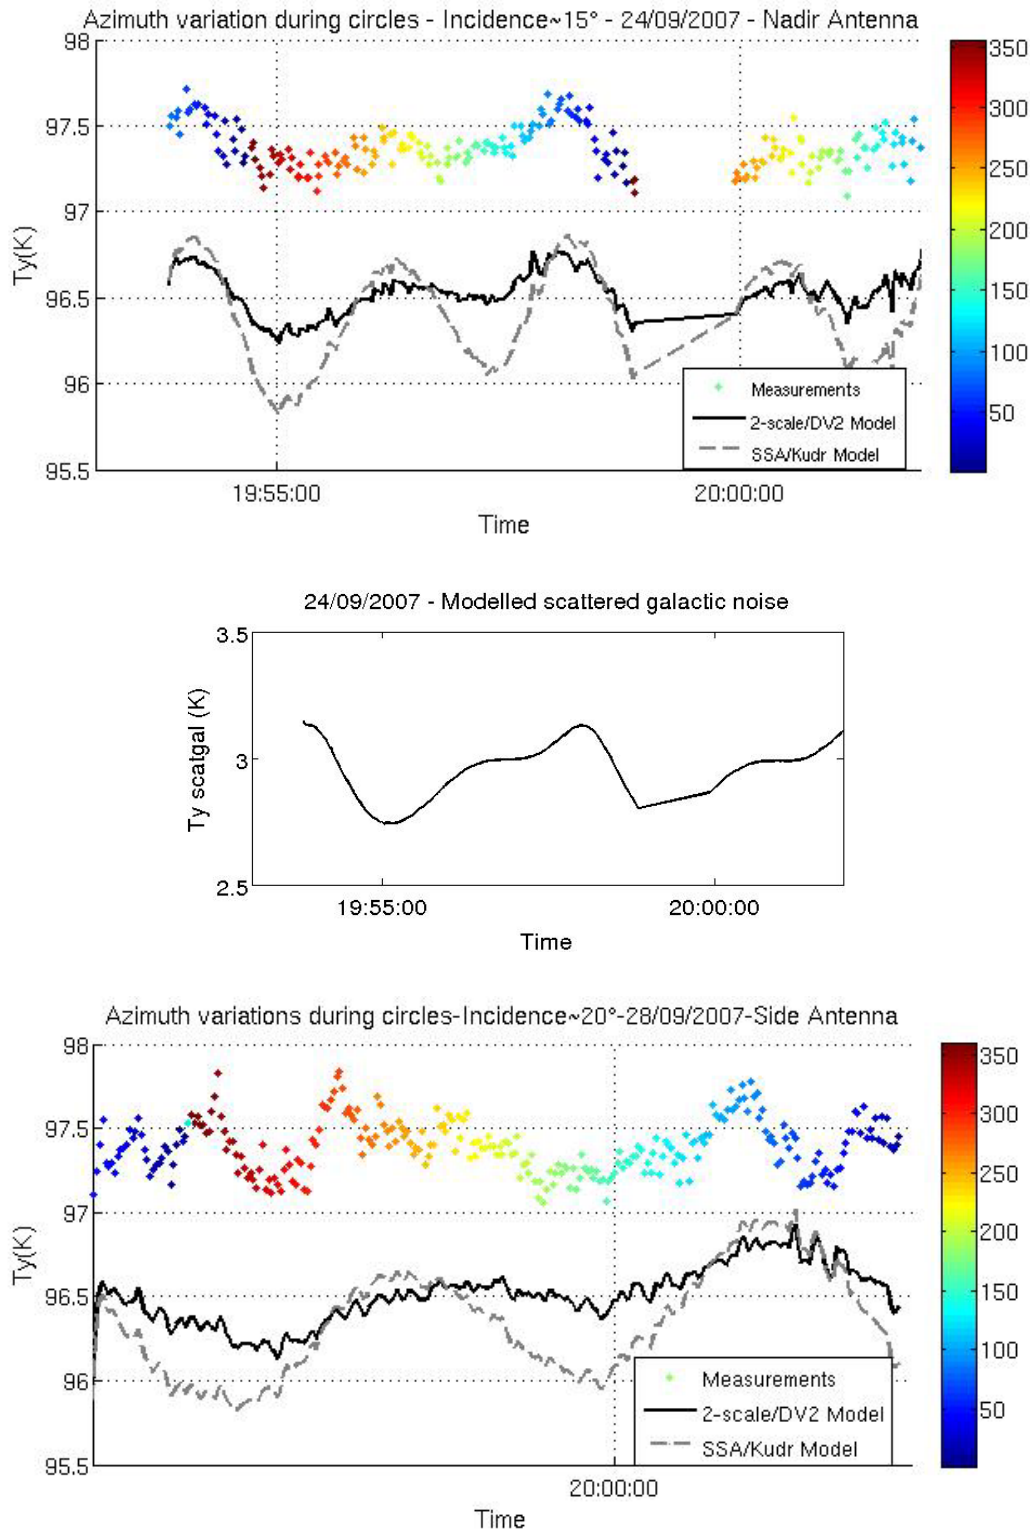 Azimuth variation during circles - Incidence~15° - 24/09/2007 - Nadir Antenna
98
97.5
97
96.5
96
95.5
Ty(K)
19:55:00
20:00:00
Time
Measurements
2-scale/DV2 Model
SSA/Kudr Model
350
300
250
200
150
100
50
24/09/2007 - Modelled scattered galactic noise
3.5
3
2.5
Ty scatgal (K)
19:55:00
20:00:00
Time
Azimuth variations during circles-Incidence~20°-28/09/2007-Side Antenna
98
97.5
97
96.5
96
95.5
Ty(K)
20:00:00
Time
Measurements
2-scale/DV2 Model
SSA/Kudr Model
350
300
250
200
150
100
50